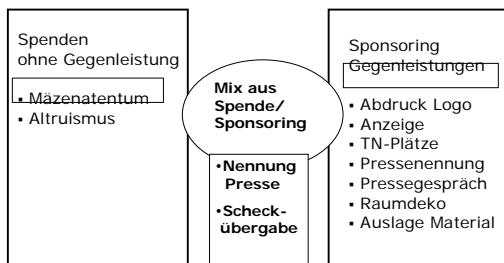 Spenden
ohne Gegenleistung
▪ Mäzenatentum
▪ Altruismus
Mix aus
Spende/
Sponsoring
•Nennung
Presse
•Scheck-
übergabe
Sponsoring
Gegenleistungen
▪ Abdruck Logo
▪ Anzeige
▪ TN-Plätze
▪ Pressenennung
▪ Pressegespräch
▪ Raumdeko
▪ Auslage Material